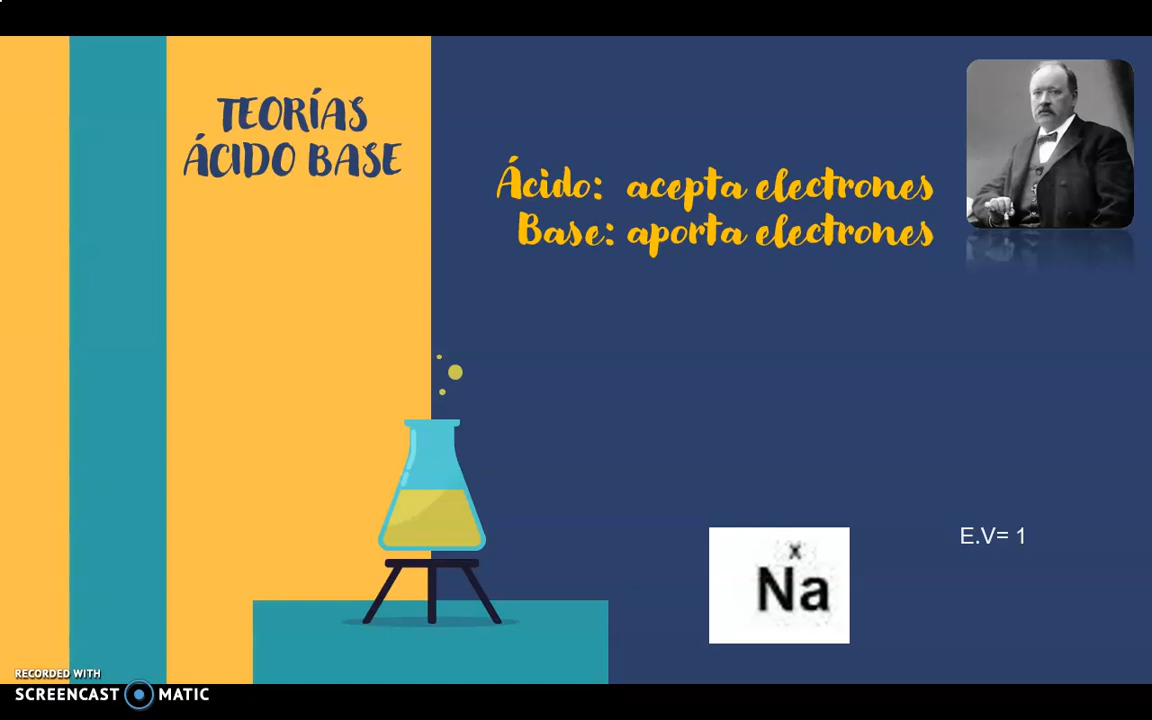 TEORÍAS
ÁCIDO BASE
Ácido: acepta electrones
Base: aporta electrones
E.V= 1
x
Na
RECORDED WITH
SCREENCAST MATIC